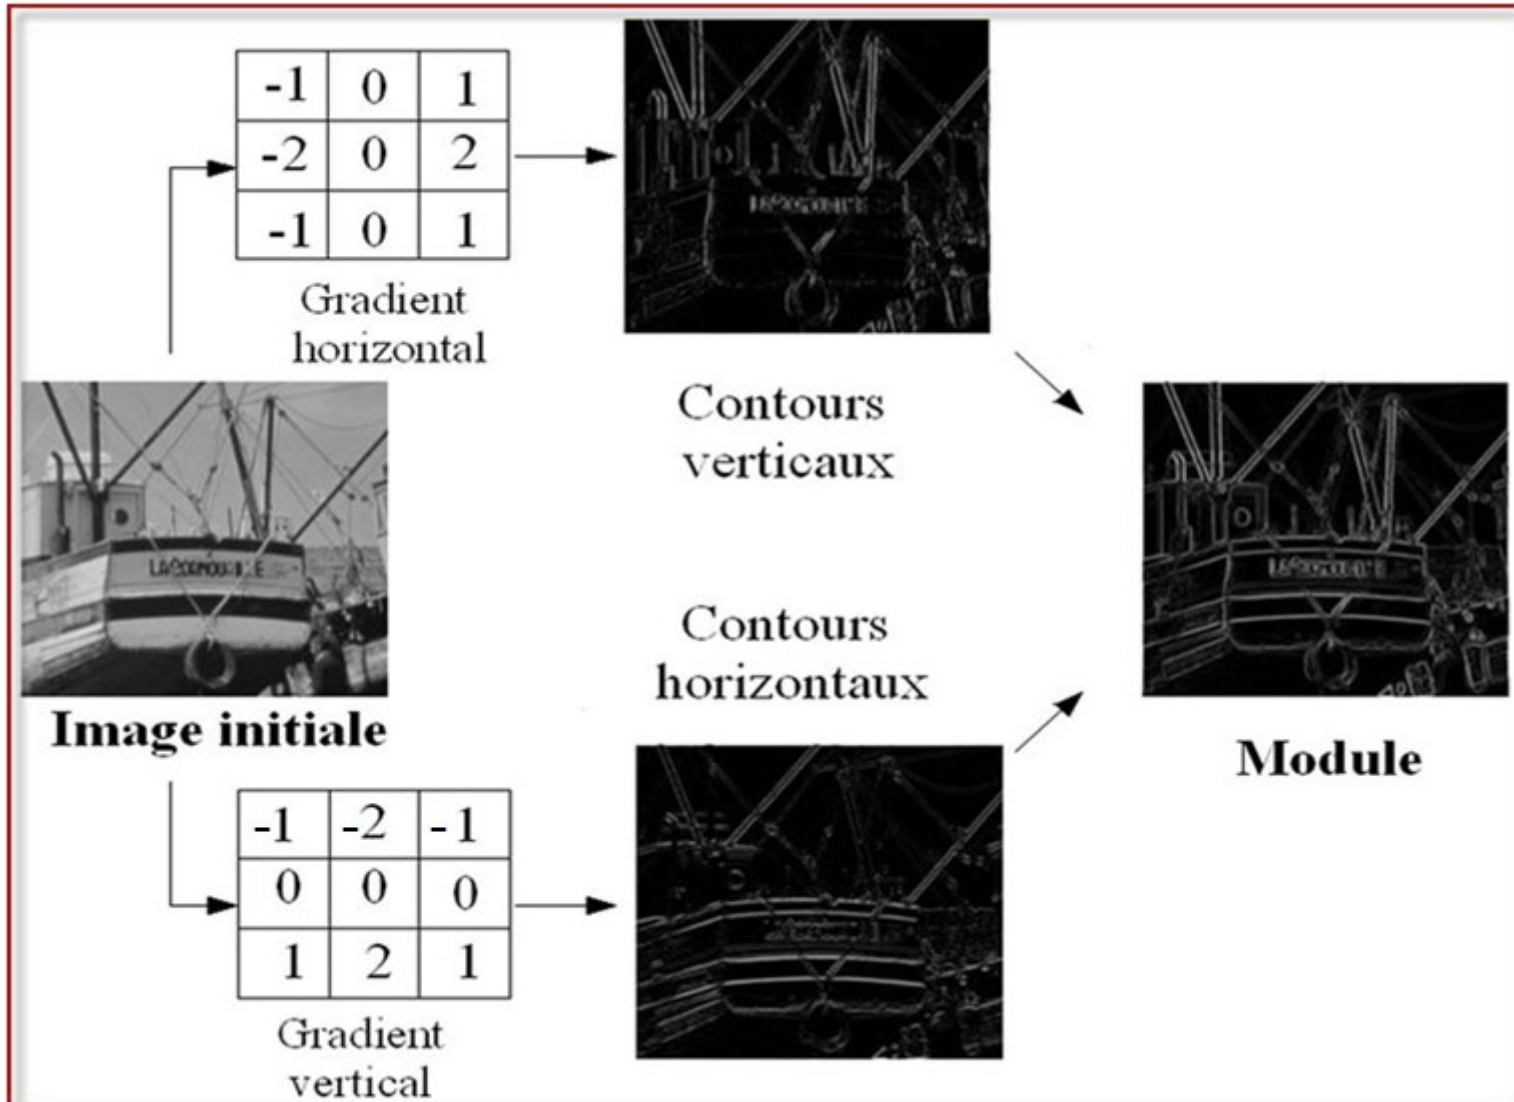 -1 0 1
-2 0 2
-1 0 1
Gradient
horizontal
Contours
verticaux
Image initiale
LACORNOUAILLE
Contours
horizontaux
Module
-1 -2 -1
0 0 0
1 2 1
Gradient
vertical